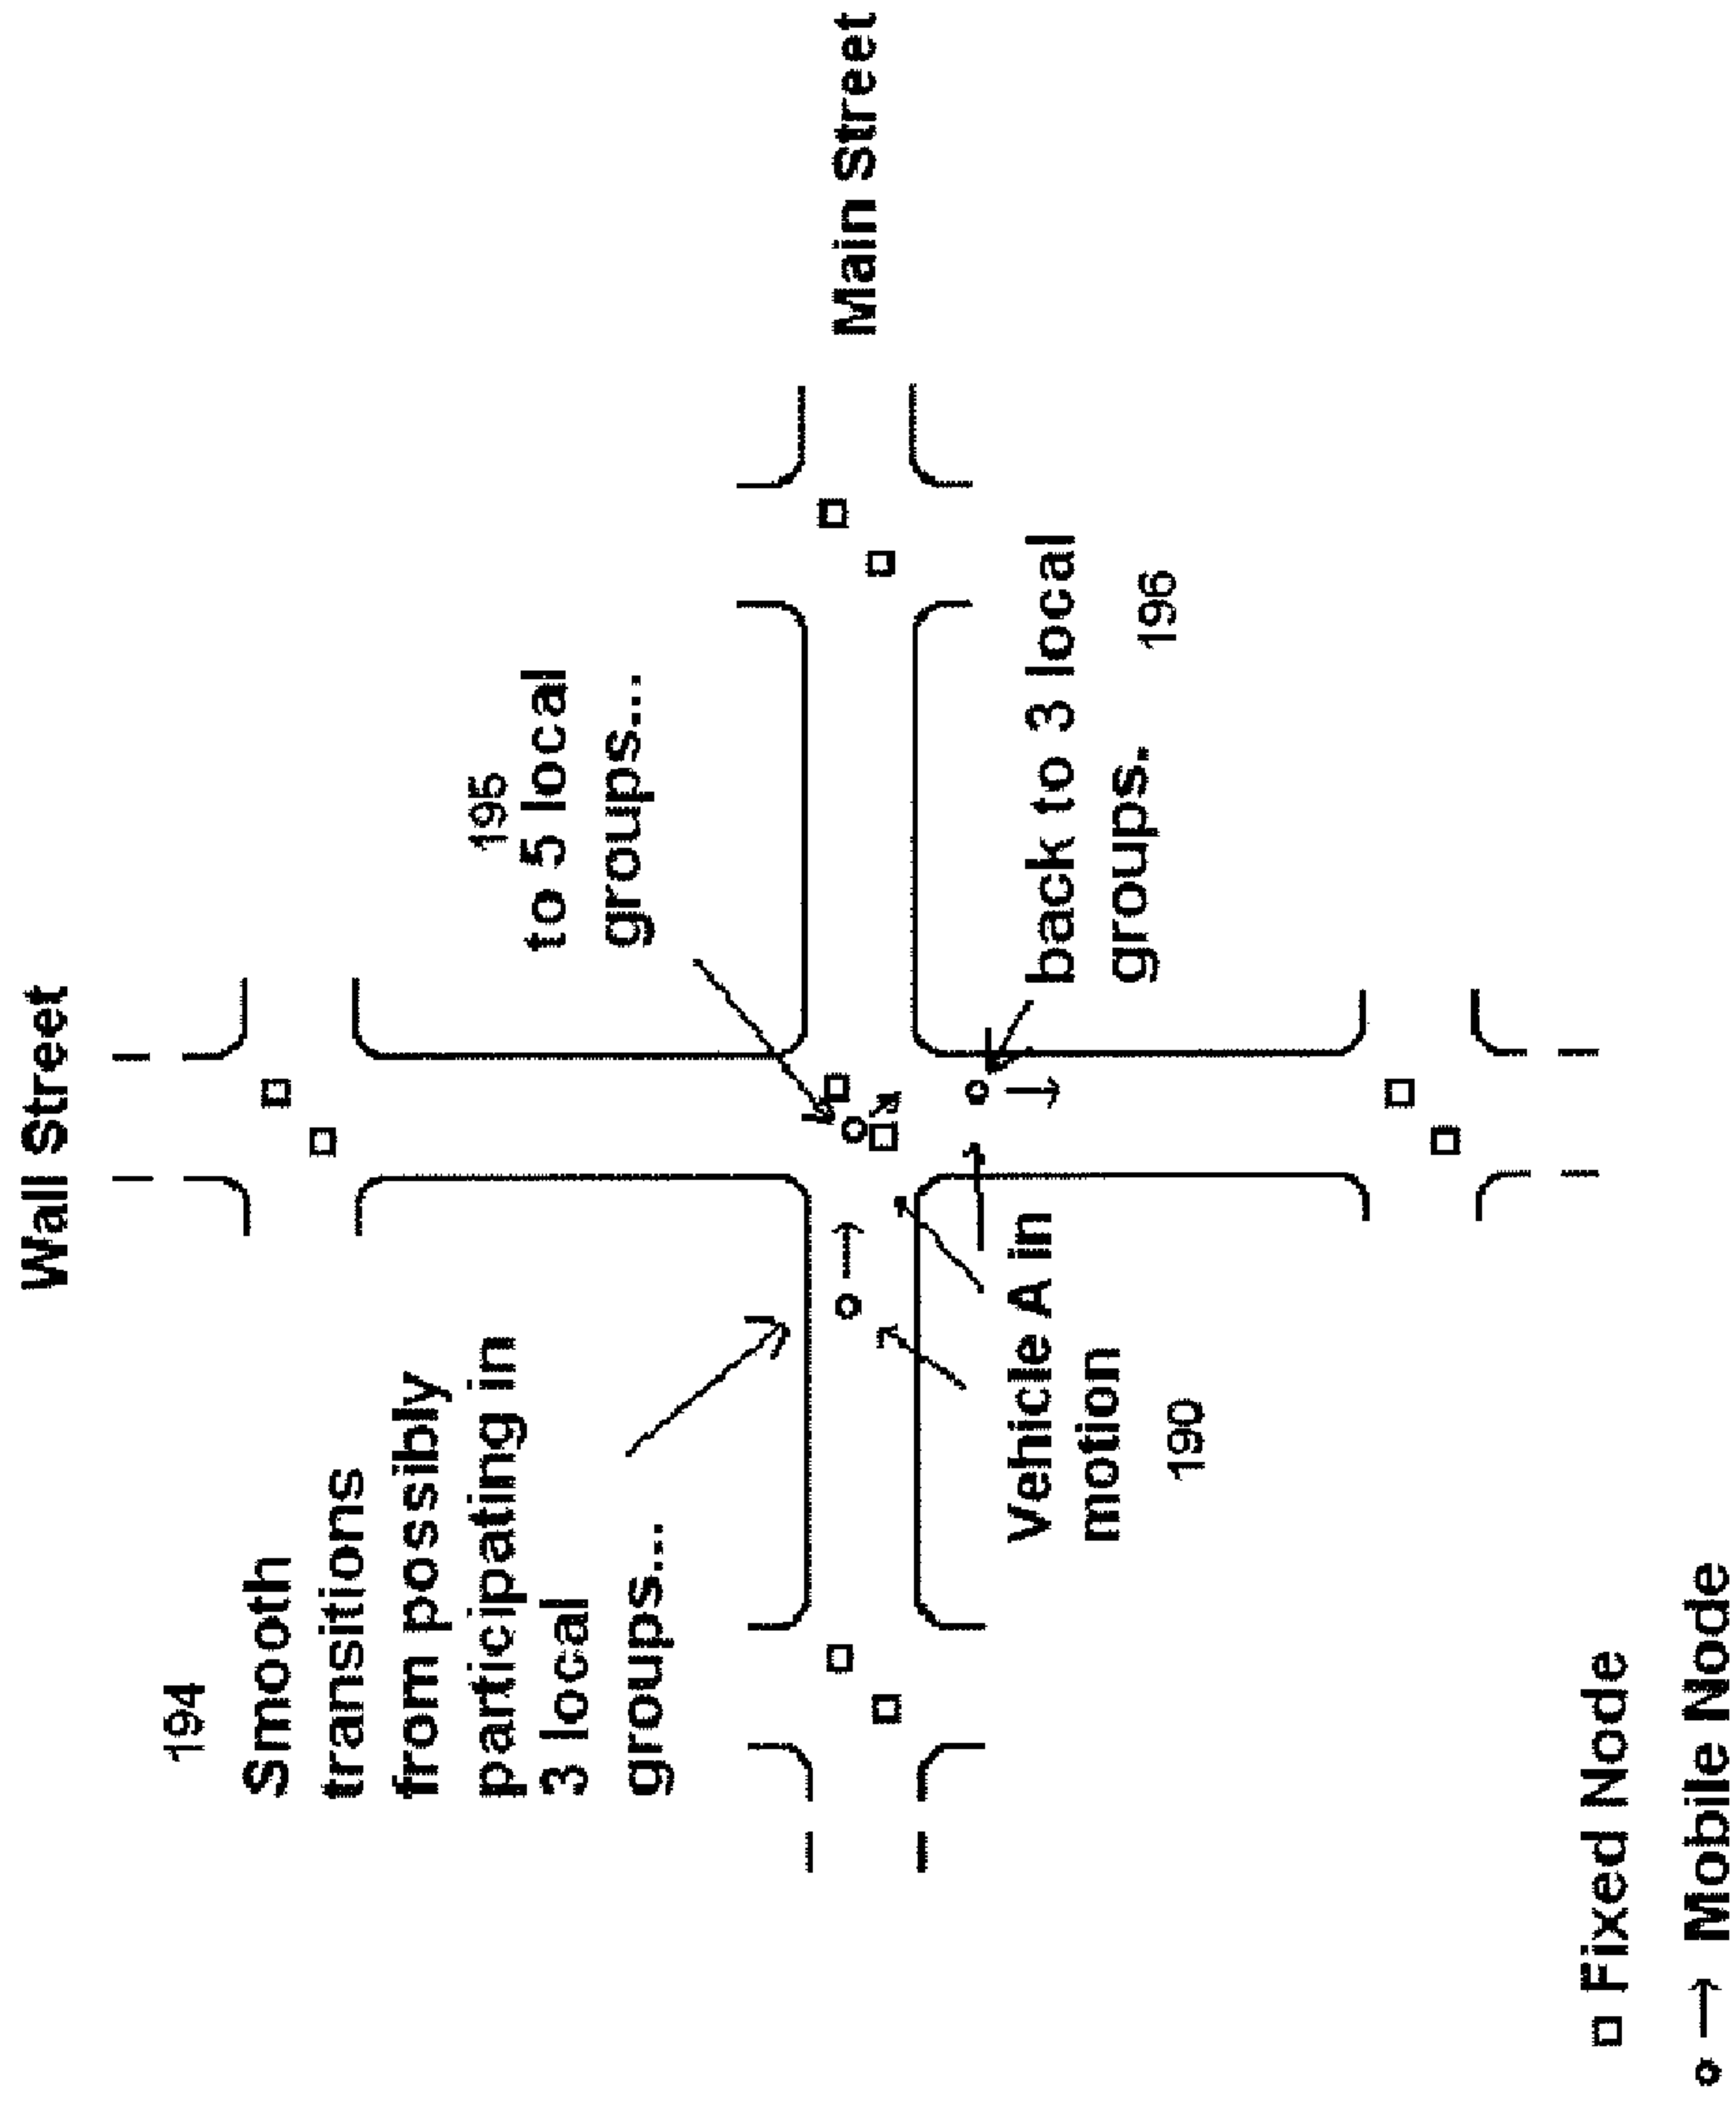 Wall Street
194
Smooth
transitions
from possibly
participating in
3 local
groups...
195
to 5 local
groups...
Main Street
Vehicle A in
motion
190
back to 3 local
groups.
196
Fixed Node
Mobile Node